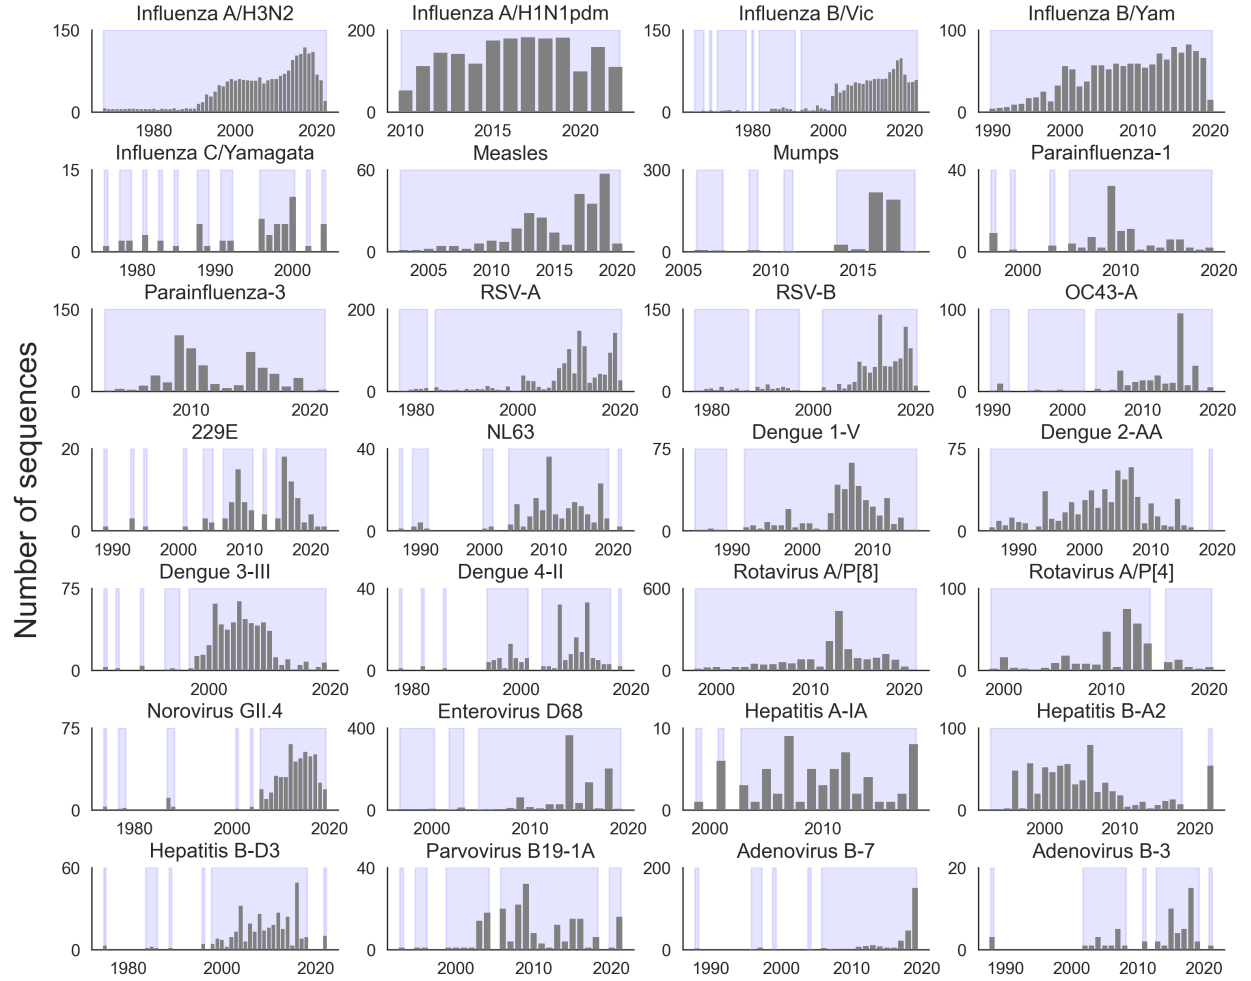 Number of sequences
Influenza A/H3N2
150
0
1980 2000 2020
Influenza A/H1N1pdm
200
0
2010 2015 2020
Influenza B/Vic
150
0
1980 2000 2020
Influenza B/Yam
100
0
1990 2000 2010 2020
Influenza C/Yamagata
15
0
1980 1990 2000
Measles
60
0
2005 2010 2015 2020
Mumps
300
0
2005 2010 2015
Parainfluenza-1
40
0
2000 2010 2020
Parainfluenza-3
150
0
2010 2020
RSV-A
200
0
1980 2000 2020
RSV-B
150
0
1980 2000 2020
OC43-A
100
0
1990 2000 2010 2020
229E
20
0
1990 2000 2010 2020
NL63
40
0
1990 2000 2010 2020
Dengue 1-V
75
0
1990 2000 2010
Dengue 2-AA
75
0
1990 2000 2010 2020
Dengue 3-III
75
0
2000 2020
Dengue 4-II
40
0
1980 2000 2020
Rotavirus A/P[8]
600
0
2000 2010 2020
Rotavirus A/P[4]
100
0
2000 2010 2020
Norovirus GII.4
75
0
1980 2000 2020
Enterovirus D68
400
0
2000 2010 2020
Hepatitis A-IA
10
0
2000 2010
Hepatitis B-A2
100
0
2000 2010 2020
Hepatitis B-D3
60
0
1980 2000 2020
Parvovirus B19-1A
40
0
2000 2010 2020
Adenovirus B-7
200
0
1990 2000 2010 2020
Adenovirus B-3
20
0
1990 2000 2010 2020